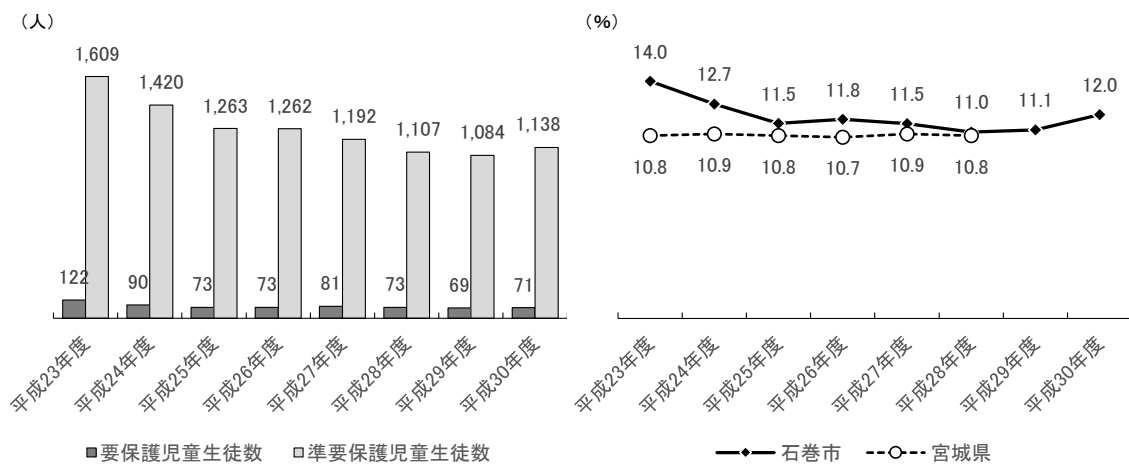 （人）
1,609
1,420
1,263
1,262
1,192
1,107
1,084
1,138
122
90
73
73
81
73
69
71
平成23年度
平成24年度
平成25年度
平成26年度
平成27年度
平成28年度
平成29年度
平成30年度
要保護児童生徒数
準要保護児童生徒数
（%）
14.0
12.7
11.5
11.8
11.5
11.0
11.1
12.0
10.8
10.9
10.8
10.7
10.9
10.8
平成23年度
平成24年度
平成25年度
平成26年度
平成27年度
平成28年度
平成29年度
平成30年度
石巻市
宮城県